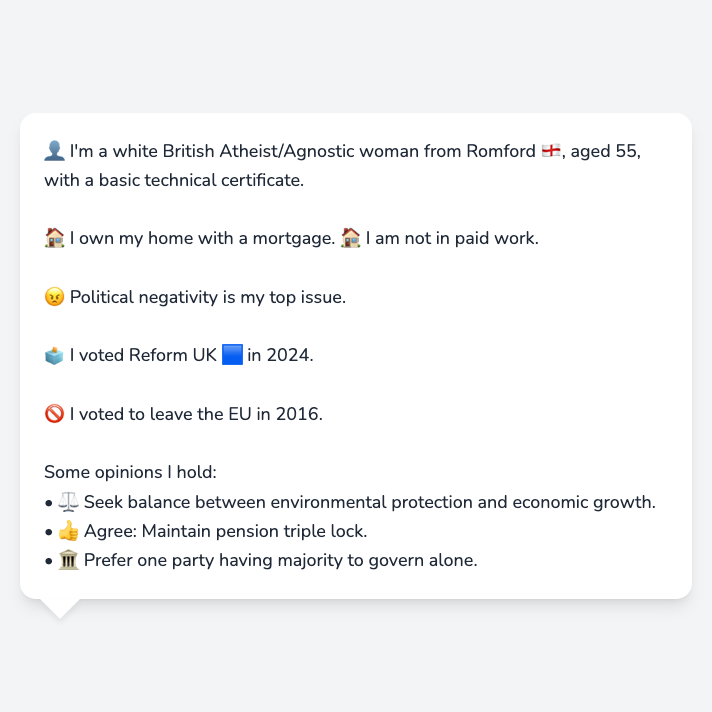 👤 I'm a white British Atheist/Agnostic woman from Romford 🏴󠁧󠁢󠁥󠁮󠁧󠁿, aged 55,
with a basic technical certificate.
🏠 I own my home with a mortgage. 🏠 I am not in paid work.
😠 Political negativity is my top issue.
🗳️ I voted Reform UK 🟦 in 2024.
🚫 I voted to leave the EU in 2016.
Some opinions I hold:
• ⚖️ Seek balance between environmental protection and economic growth.
• 👍 Agree: Maintain pension triple lock.
• 🏛️ Prefer one party having majority to govern alone.